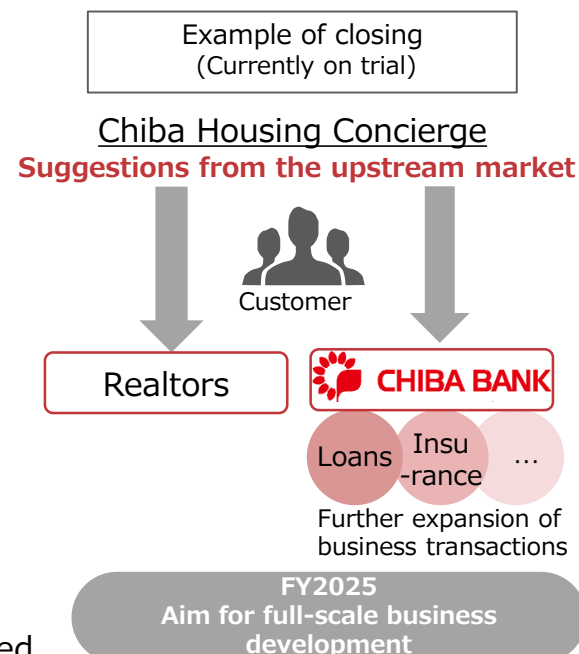 Example of closing
(Currently on trial)
Chiba Housing Concierge
Suggestions from the upstream market
Customer
Realtors
CHIBA BANK
Loans
Insu
-rance
...
Further expansion of
business transactions
FY2025
Aim for full-scale business
development
ed